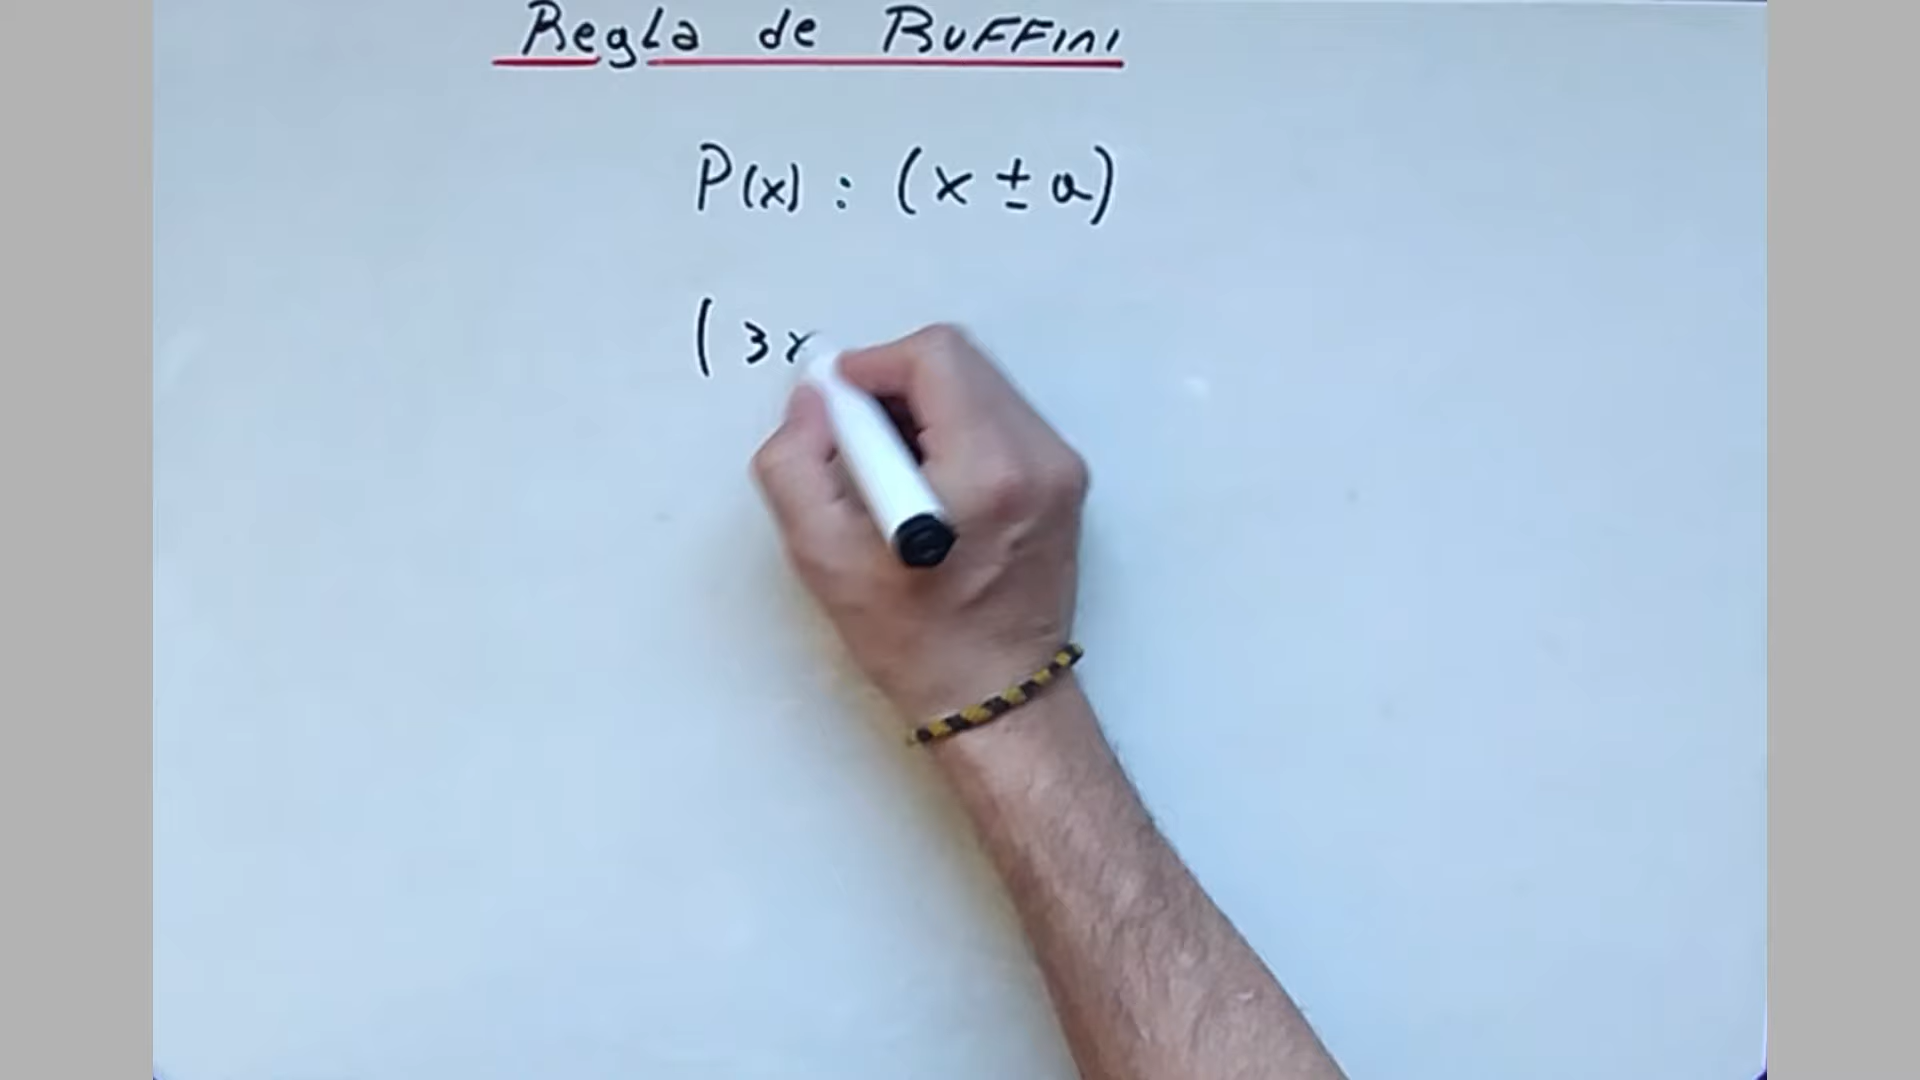 Regla de RUFFINI
P(x) : (x ± a)
( 3x